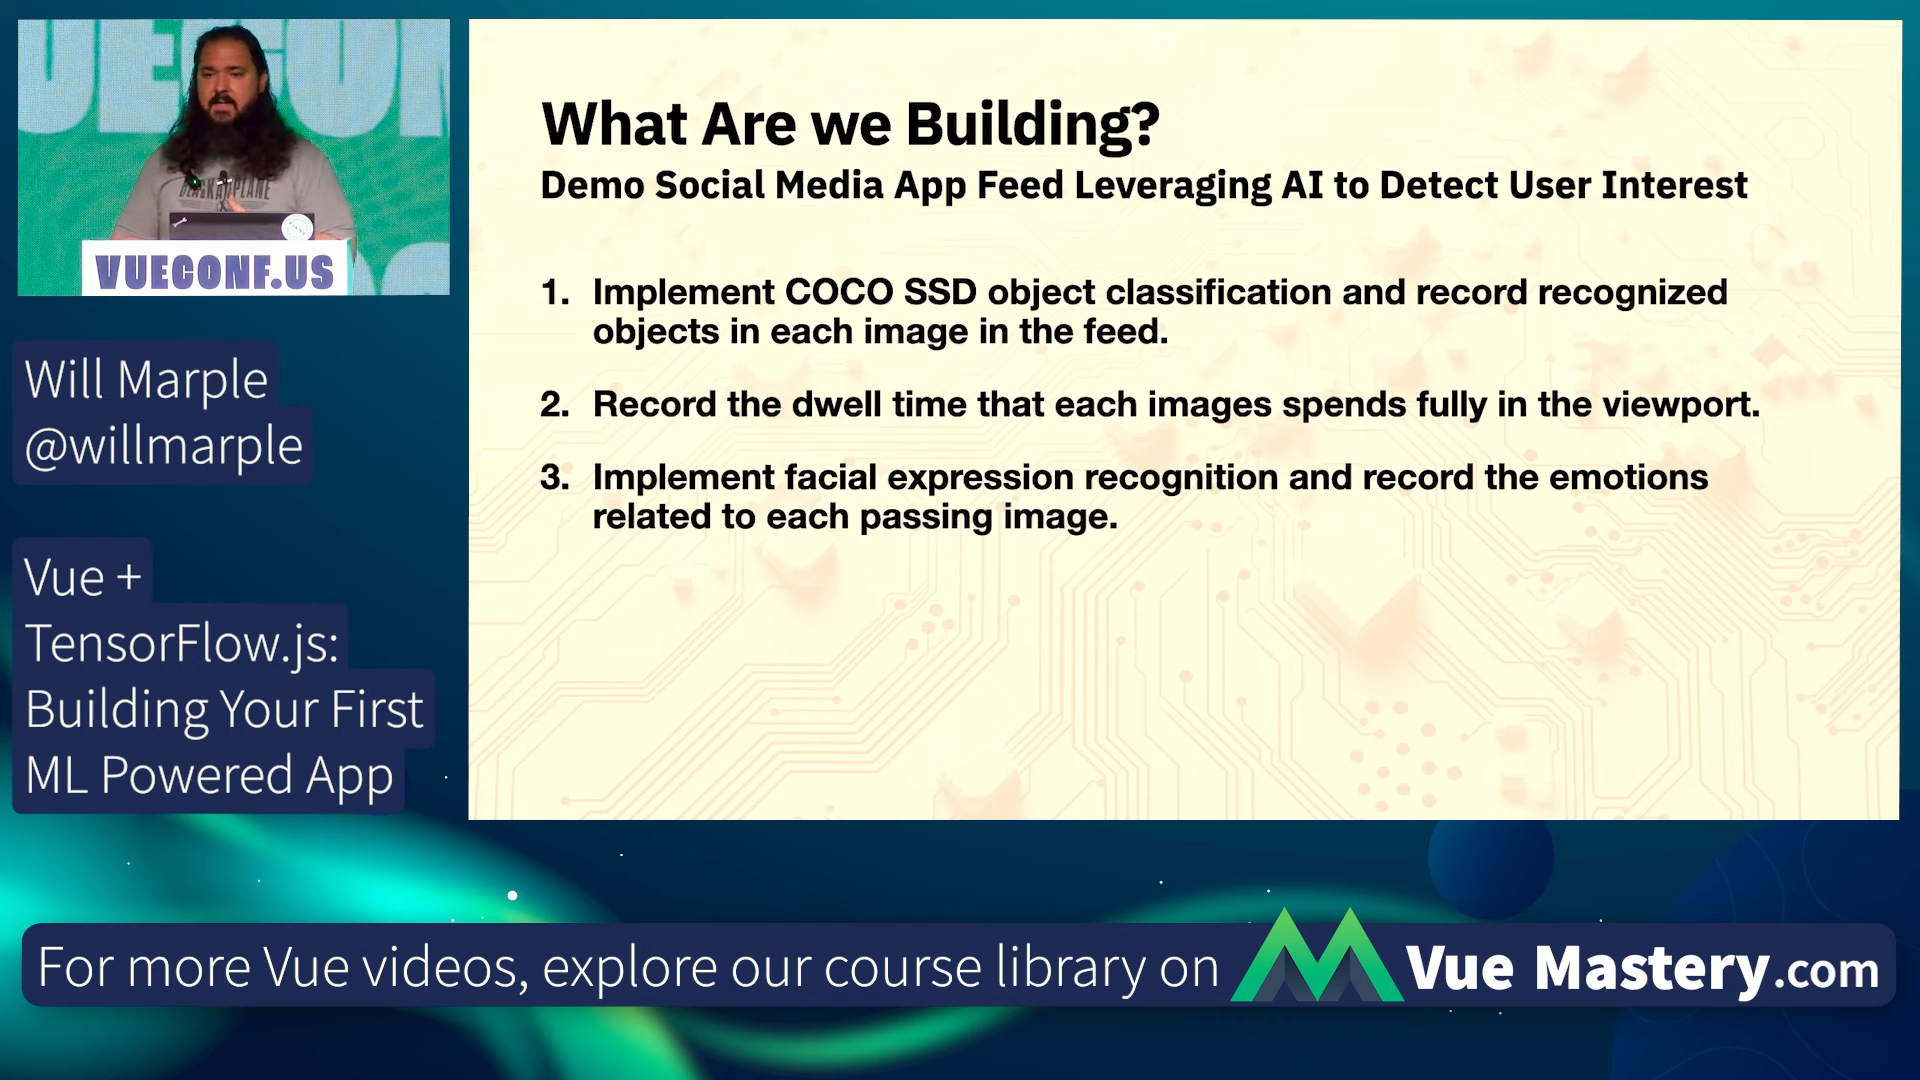 VUECONF.US
Will Marple
@willmarple
Vue +
TensorFlow.js:
Building Your First
ML Powered App
What Are we Building?
Demo Social Media App Feed Leveraging AI to Detect User Interest
1. Implement COCO SSD object classification and record recognized
objects in each image in the feed.
2. Record the dwell time that each images spends fully in the viewport.
3. Implement facial expression recognition and record the emotions
related to each passing image.
For more Vue videos, explore our course library on Vue Mastery.com